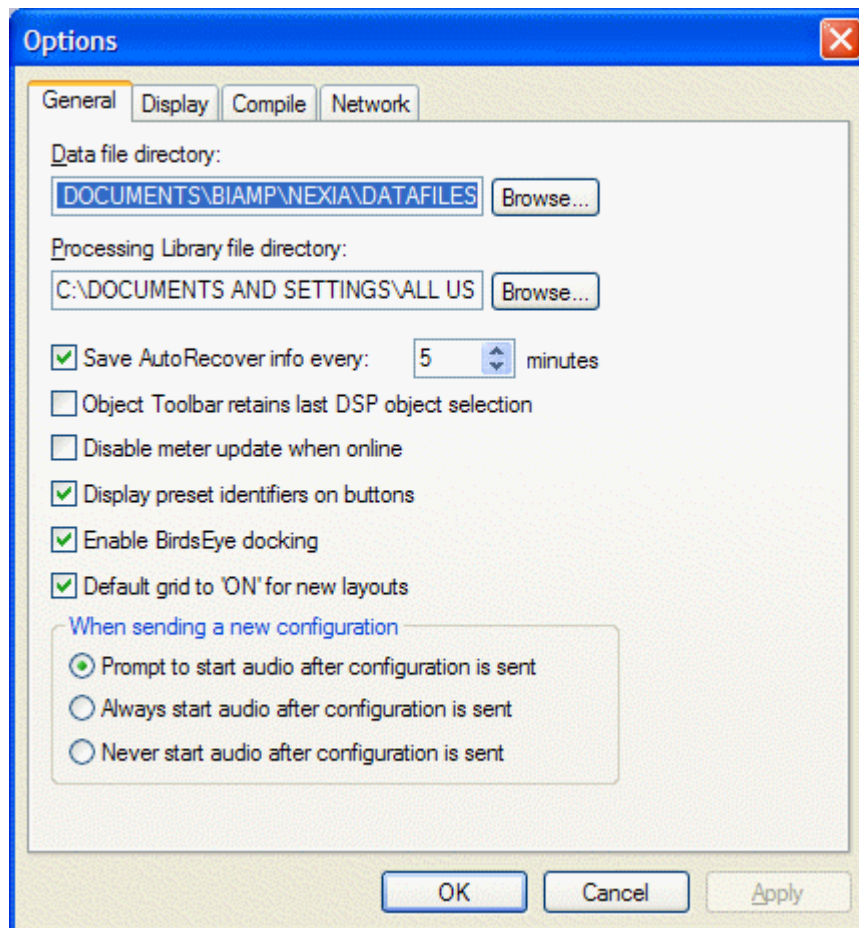 Options
General Display Compile Network
Data file directory:
DOCUMENTS\BIAMP\NEXIA\DATAFILES Browse...
Processing Library file directory:
C:\DOCUMENTS AND SETTINGS\ALL US Browse...
Save AutoRecover info every: 5 minutes
Object Toolbar retains last DSP object selection
Disable meter update when online
Display preset identifiers on buttons
Enable BirdsEye docking
Default grid to 'ON' for new layouts
When sending a new configuration
Prompt to start audio after configuration is sent
Always start audio after configuration is sent
Never start audio after configuration is sent
OK Cancel Apply